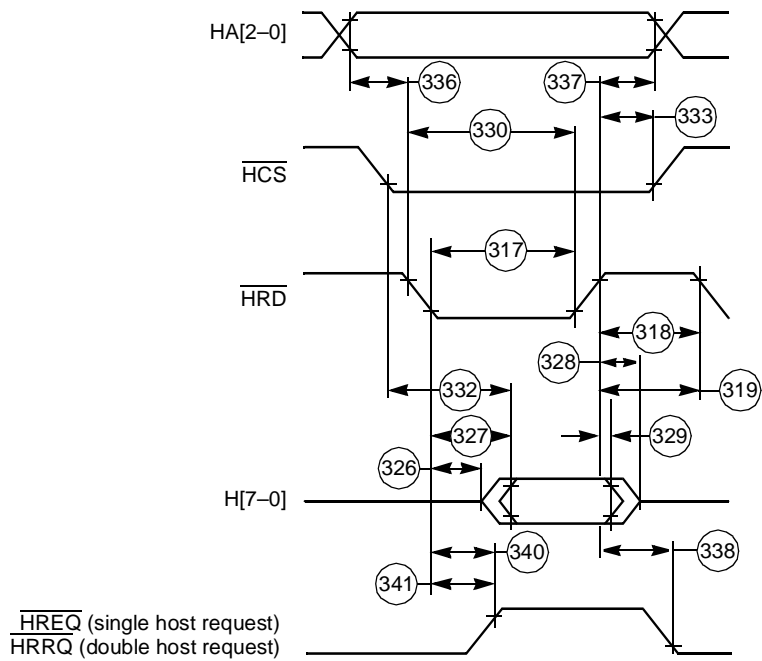 HA[2–0]
336
337
333
330
HCS
317
HRD
318
328
332
319
327
329
326
H[7–0]
340
338
341
HREQ (single host request)
HRRQ (double host request)